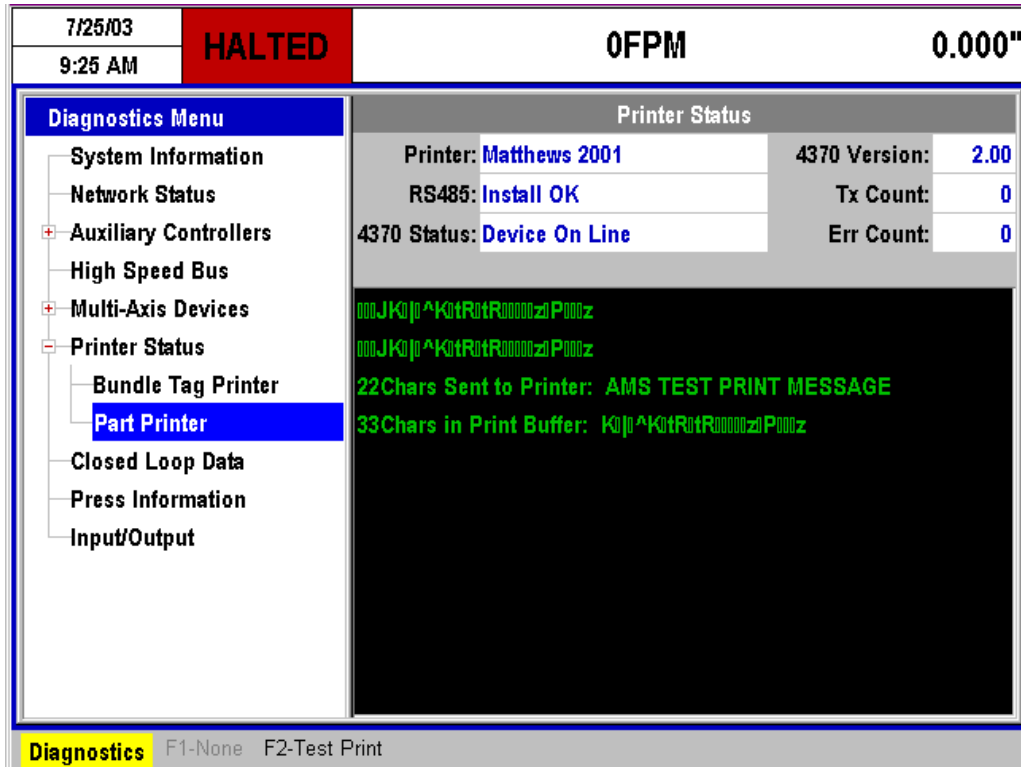 7/25/03
9:25 AM
HALTED
0FPM
0.000"
Diagnostics Menu
System Information
Network Status
Auxiliary Controllers
High Speed Bus
Multi-Axis Devices
Printer Status
Bundle Tag Printer
Part Printer
Closed Loop Data
Press Information
Input/Output
Printer Status
Printer: Matthews 2001 4370 Version: 2.00
RS485: Install OK Tx Count: 0
4370 Status: Device On Line Err Count: 0
22Chars Sent to Printer: AMS TEST PRINT MESSAGE
33Chars in Print Buffer:
Diagnostics F1-None F2-Test Print